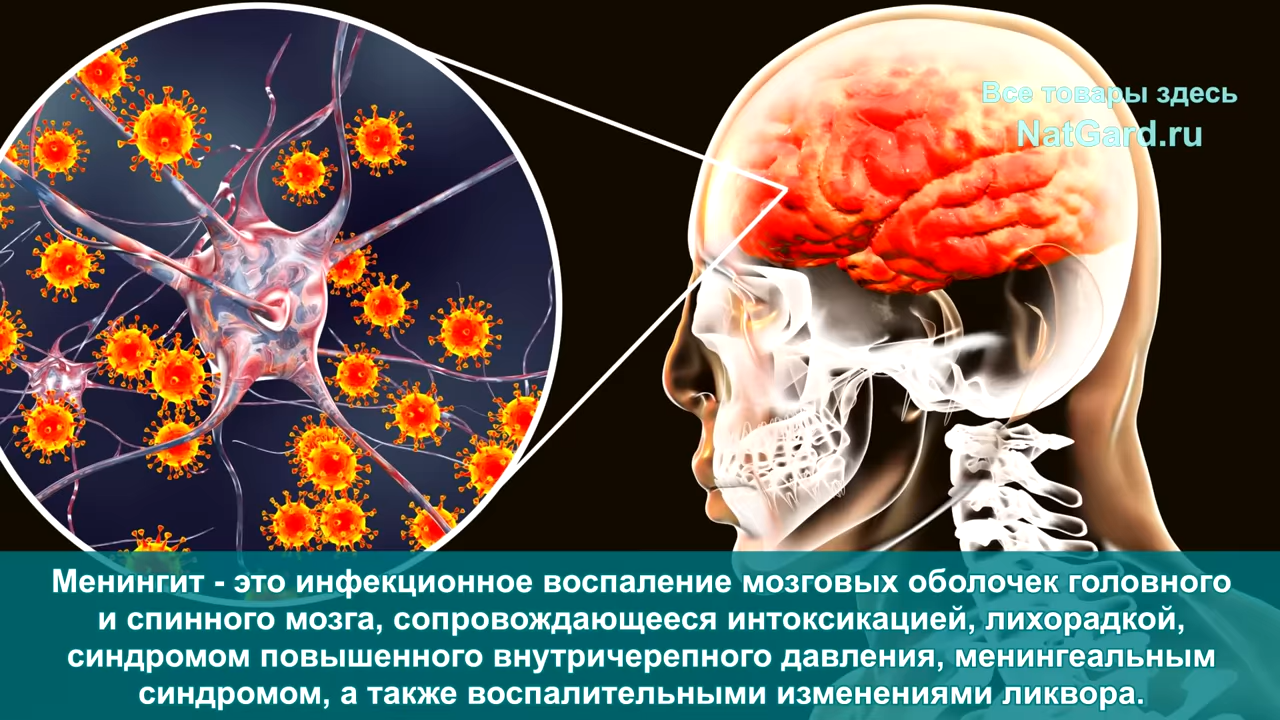 Все товары здесь
NatGard.ru
Менингит - это инфекционное воспаление мозговых оболочек головного
и спинного мозга, сопровождающееся интоксикацией, лихорадкой,
синдромом повышенного внутричерепного давления, менингеальным
синдромом, а также воспалительными изменениями ликвора.